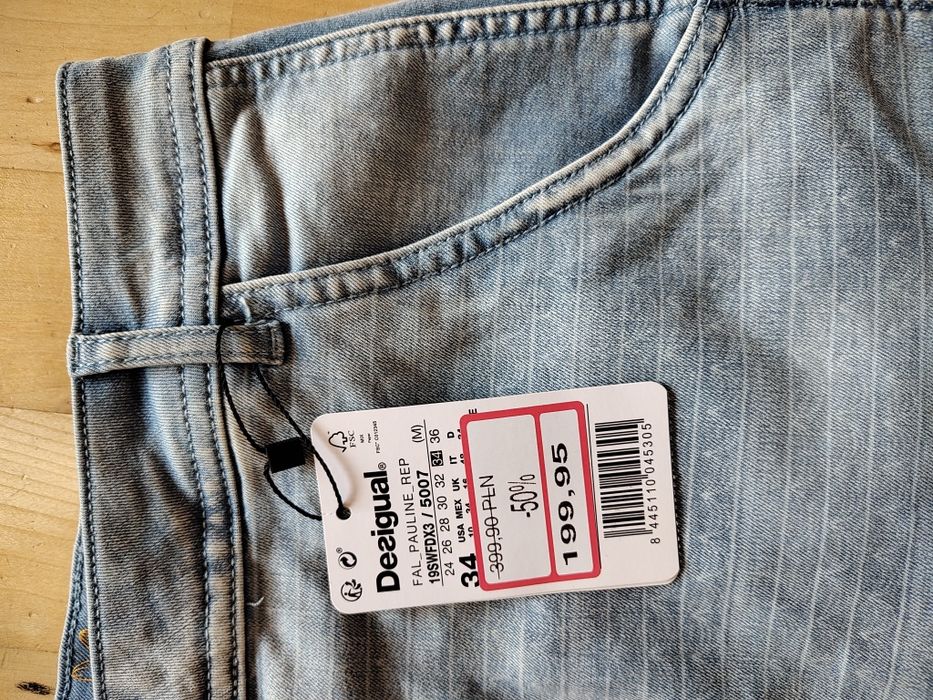 Desigual®
FSC
FAL_PAULINE_REP (M)
19SWFDX3 / 5007
24 26 28 30 32 34 36
USA MEX UK IT D
34
399,90 PLN
-50%
199,95
8 445110 045305